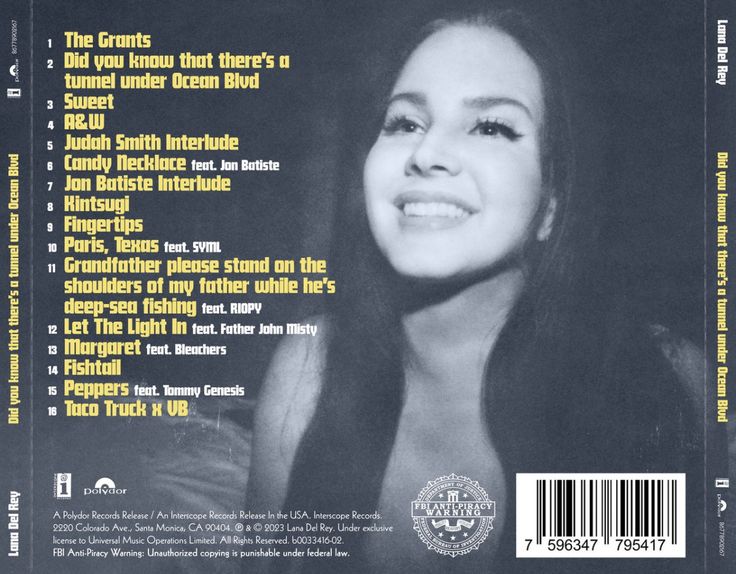 Lana Del Rey
Did you know that there's a tunnel under Ocean Blvd
polydor
1 The Grants
2 Did you know that there's a
tunnel under Ocean Blvd
3 Sweet
4 A&W
5 Judah Smith Interlude
6 Candy Necklace feat. Jon Batiste
7 Jon Batiste Interlude
8 Kintsugi
9 Fingertips
10 Paris, Texas feat. SYML
11 Grandfather please stand on the
shoulders of my father while he's
deep-sea fishing feat. RIOPY
12 Let The Light In feat. Father John Misty
13 Margaret feat. Bleachers
14 Fishtail
15 Peppers feat. Tommy Genesis
16 Taco Truck x VB
i polydor
A Polydor Records Release / An Interscope Records Release In the USA. Interscope Records.
2220 Colorado Ave., Santa Monica, CA 90404. ℗ & © 2023 Lana Del Rey. Under exclusive
license to Universal Music Operations Limited. All Rights Reserved. b0033416-02.
FBI Anti-Piracy Warning: Unauthorized copying is punishable under federal law.
FBI ANTI-PIRACY
WARNING
7 596347 795417
Lana Del Rey
Did you know that there's a tunnel under Ocean Blvd